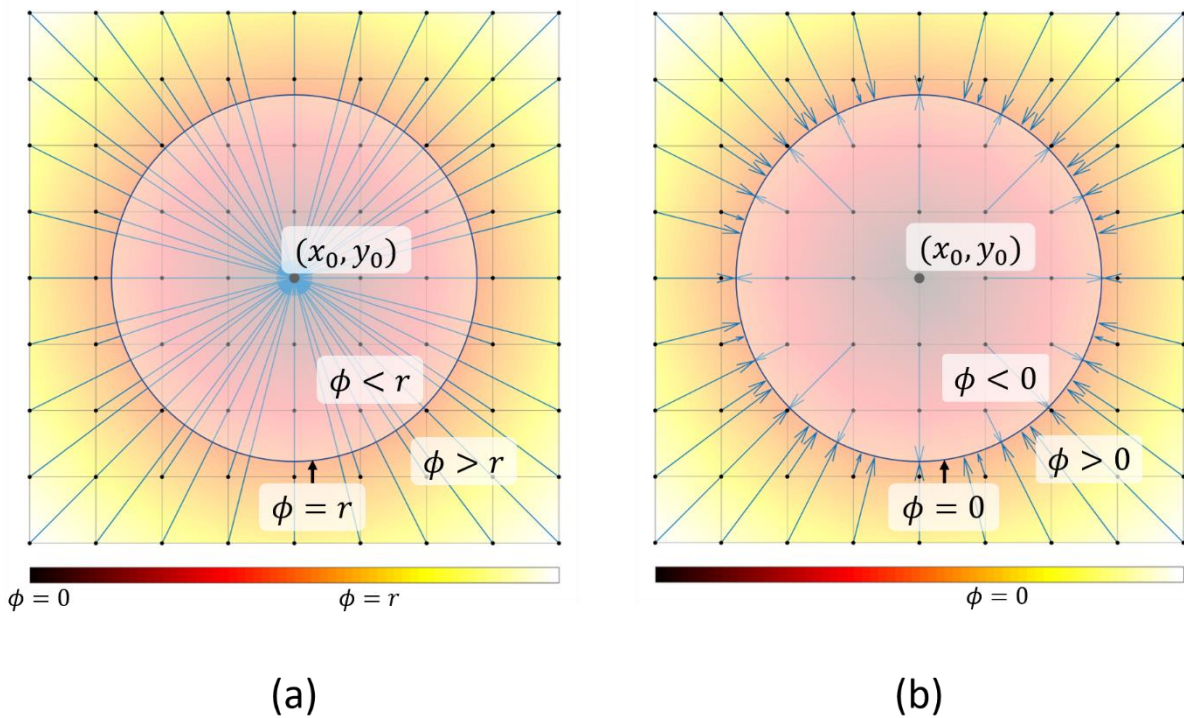 (x₀, y₀)
ϕ < r
ϕ > r
ϕ = r
ϕ = 0
ϕ = r
(a)
(x₀, y₀)
ϕ < 0
ϕ > 0
ϕ = 0
ϕ = 0
(b)